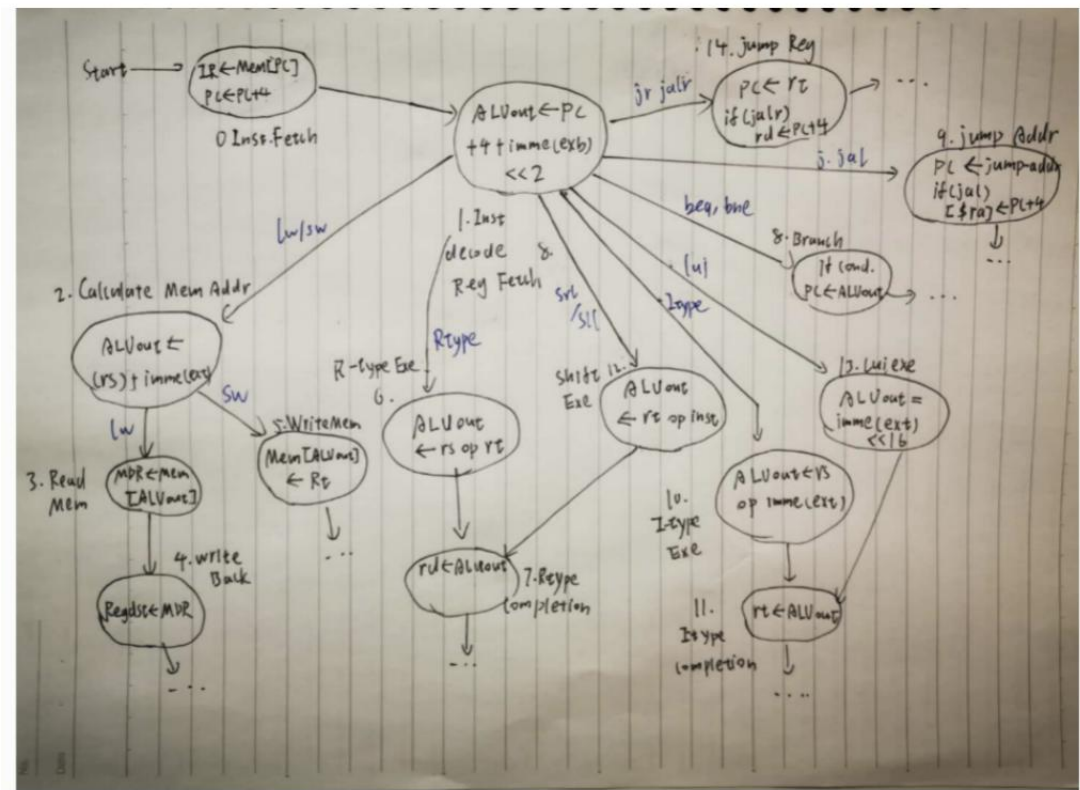 Start
IR←Mem[PC]
PC←PC+4
0 Inst.Fetch
ALUout←PC
+4+imme(ext)
<<2
1.Inst
decode
Reg Fetch
8.
jr jalr
14. jump Reg
PC←rt
if(jalr)
rd←PC+4
...
j. jal
9. jump Addr
PC←jump-addr
if(jal)
[$ra]←PC+4
...
beq, bne
8.Branch
If cond.
PC←ALUout
...
lui
Itype
srl
/sll
Rtype
lw/sw
2. Calculate Mem Addr
ALUout←
(rs)+imme(ext)
lw
sw
3. Read
Mem
MDR←mem
[ALUout]
4.write
Back
Regdst←MDR
...
5.WriteMem
Mem[ALUout]
←Rt
...
R-type Exe
6.
ALUout
←rs op rt
Shift 12.
Exe
ALUout
←rt op inst
rd←ALUout
7.Rtype
completion
...
13. lui exe
ALUout=
imme(ext)
<<16
10.
I-type
Exe
ALUout←rs
op imme(ext)
11.
Itype
completion
rt←ALUout
....